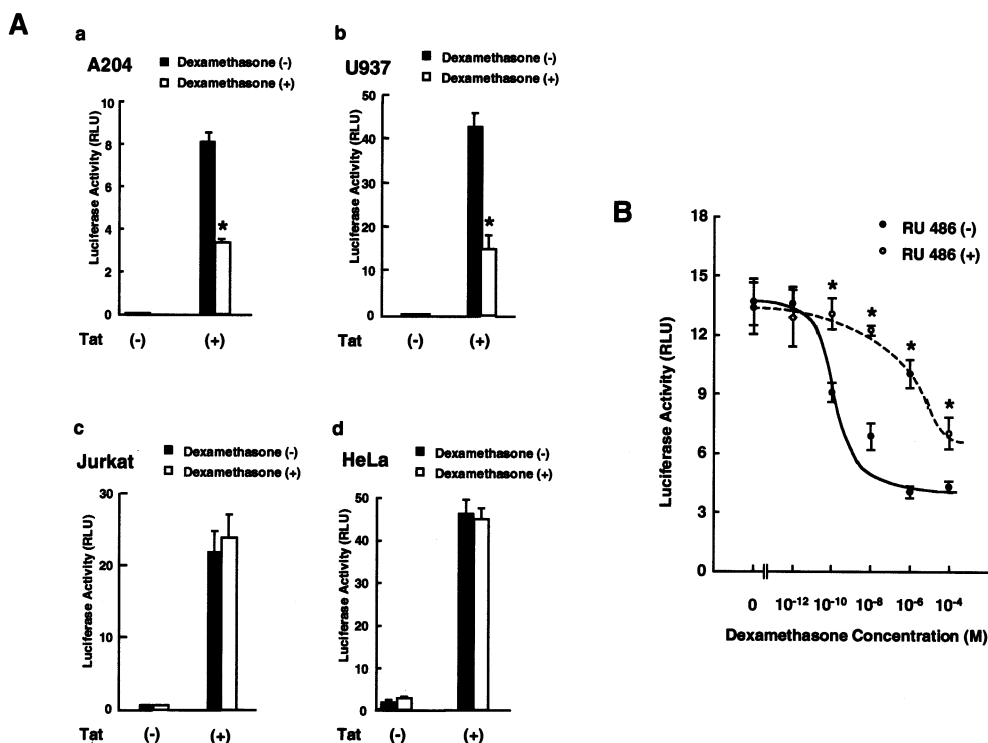 A
a
A204
Dexamethasone (-)
Dexamethasone (+)
Luciferase Activity (RLU)
10
8
6
4
2
0
*
Tat (-) (+)
b
U937
Dexamethasone (-)
Dexamethasone (+)
Luciferase Activity (RLU)
50
40
30
20
10
0
*
Tat (-) (+)
c
Jurkat
Dexamethasone (-)
Dexamethasone (+)
Luciferase Activity (RLU)
30
20
10
0
Tat (-) (+)
d
HeLa
Dexamethasone (-)
Dexamethasone (+)
Luciferase Activity (RLU)
50
40
30
20
10
0
Tat (-) (+)
B
RU 486 (-)
RU 486 (+)
Luciferase Activity (RLU)
18
15
12
9
6
3
0
* * * *
0 10⁻¹² 10⁻¹⁰ 10⁻⁸ 10⁻⁶ 10⁻⁴
Dexamethasone Concentration (M)